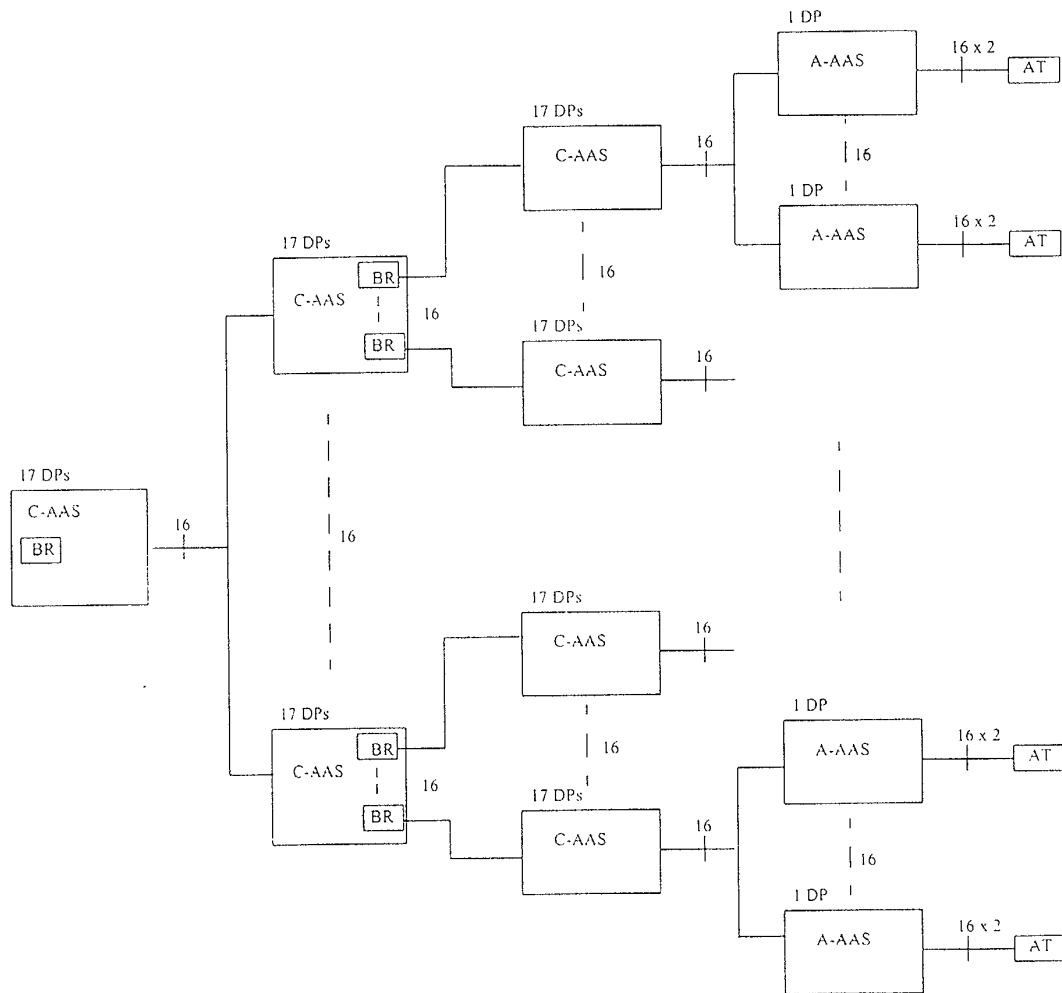 1 DP
A-AAS
16 x 2
AT
17 DPs
C-AAS
16
16
1 DP
A-AAS
16 x 2
AT
17 DPs
C-AAS
BR
BR
16
16
17 DPs
C-AAS
16
17 DPs
C-AAS
BR
16
16
17 DPs
C-AAS
16
17 DPs
C-AAS
BR
BR
16
16
1 DP
A-AAS
16 x 2
AT
17 DPs
C-AAS
16
16
1 DP
A-AAS
16 x 2
AT